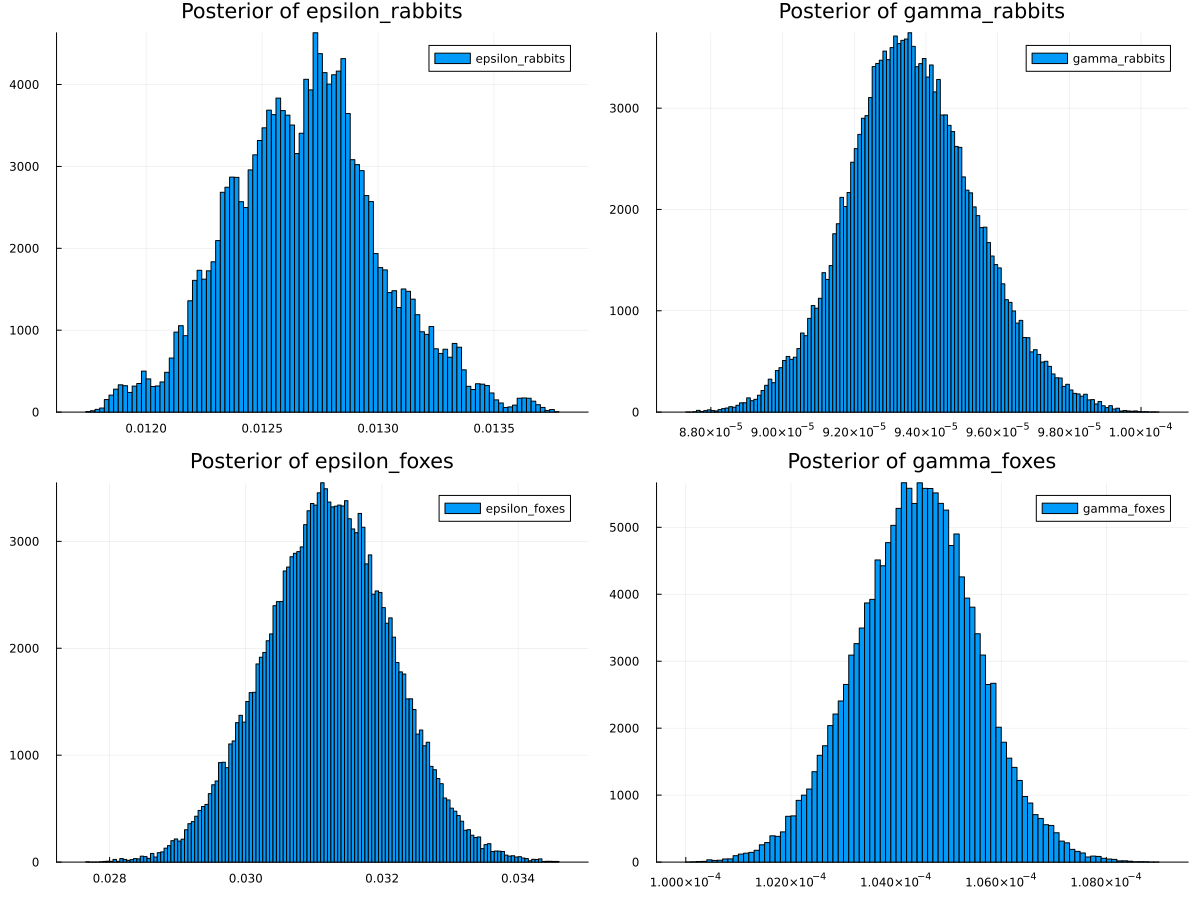 Posterior of epsilon_rabbits
epsilon_rabbits
4000
3000
2000
1000
0
0.0120 0.0125 0.0130 0.0135
Posterior of gamma_rabbits
gamma_rabbits
3000
2000
1000
0
8.80×10⁻⁵ 9.00×10⁻⁵ 9.20×10⁻⁵ 9.40×10⁻⁵ 9.60×10⁻⁵ 9.80×10⁻⁵ 1.00×10⁻⁴
Posterior of epsilon_foxes
epsilon_foxes
3000
2000
1000
0
0.028 0.030 0.032 0.034
Posterior of gamma_foxes
gamma_foxes
5000
4000
3000
2000
1000
0
1.000×10⁻⁴ 1.020×10⁻⁴ 1.040×10⁻⁴ 1.060×10⁻⁴ 1.080×10⁻⁴